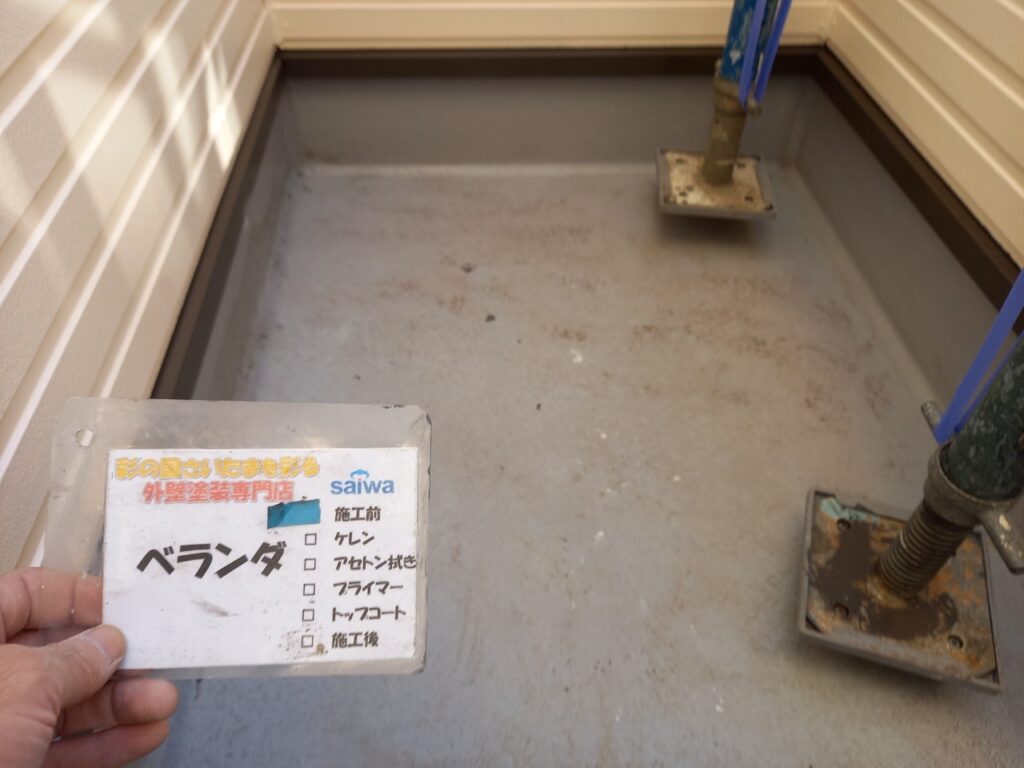 彩の国さいたまを彩る
外壁塗装専門店
saiwa
ベランダ
施工前
□ ケレン
□ アセトン拭き
□ プライマー
□ トップコート
□ 施工後